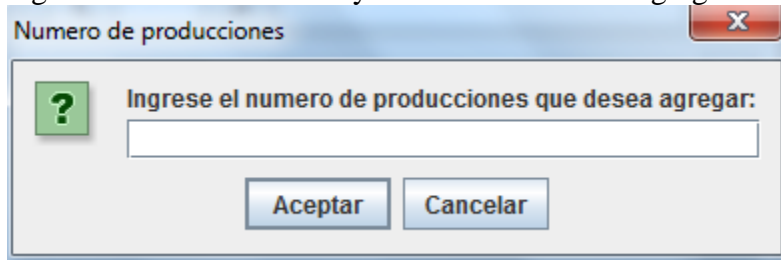 Numero de producciones
x
?
Ingrese el numero de producciones que desea agregar:
Aceptar Cancelar